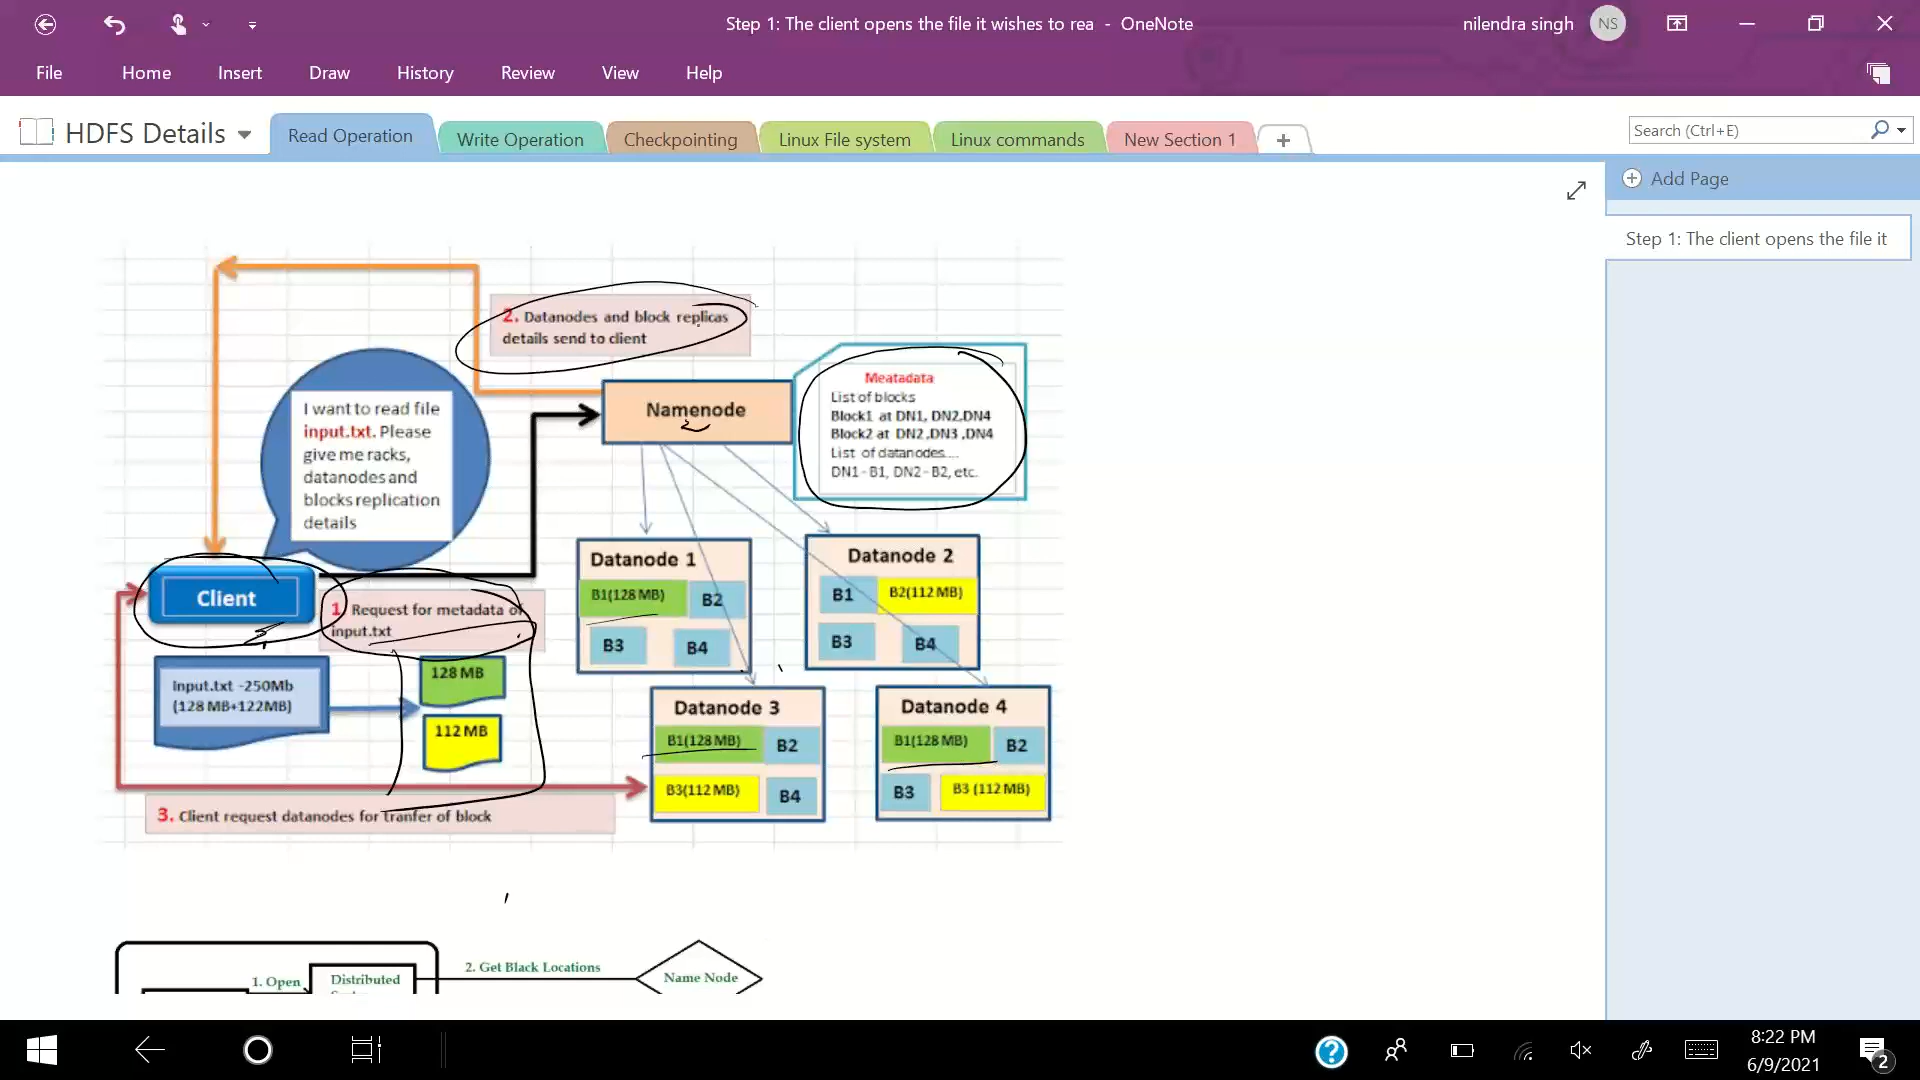 Step 1: The client opens the file it wishes to rea - OneNote
nilendra singh
NS
File
Home
Insert
Draw
History
Review
View
Help
HDFS Details
Read Operation
Write Operation
Checkpointing
Linux File system
Linux commands
New Section 1
Search (Ctrl+E)
Add Page
Step 1: The client opens the file it
2. Datanodes and block replicas
details send to client
I want to read file
input.txt. Please
give me racks,
datanodes and
blocks replication
details
Namenode
Meatadata
List of blocks
Block1 at DN1, DN2,DN4
Block2 at DN2 ,DN3 ,DN4
List of datanodes....
DN1 - B1, DN2 - B2, etc.
Client
1. Request for metadata of
input.txt
Input.txt -250Mb
(128 MB+122MB)
128 MB
112 MB
Datanode 1
B1(128 MB)
B2
B3
B4
Datanode 2
B1
B2(112 MB)
B3
B4
Datanode 3
B1(128 MB)
B2
B3(112 MB)
B4
Datanode 4
B1(128 MB)
B2
B3
B3 (112 MB)
3. Client request datanodes for Tranfer of block
1. Open
Distributed
2. Get Black Locations
Name Node
8:22 PM
6/9/2021
2